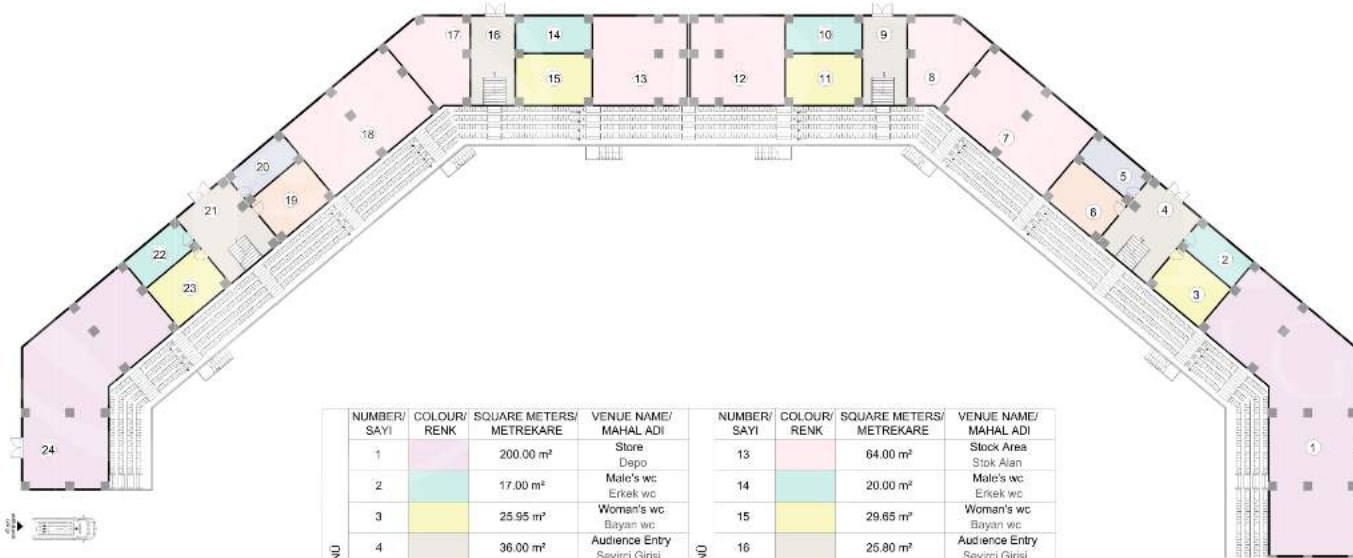 17
16
14
10
9
15
13
12
11
8
18
7
20
5
19
6
21
4
22
2
23
3
24
1
NUMBER/ COLOUR/ SQUARE METERS/ VENUE NAME/
SAYI RENK METREKARE MAHAL ADI
1 200.00 m² Store
Depo
2 17.00 m² Male's wc
Erkek wc
3 25.95 m² Woman's wc
Bayan wc
4 36.00 m² Audience Entry
Seyirci Girişi
NUMBER/ COLOUR/ SQUARE METERS/ VENUE NAME/
SAYI RENK METREKARE MAHAL ADI
13 64.00 m² Stock Area
Stok Alan
14 20.00 m² Male's wc
Erkek wc
15 29.65 m² Woman's wc
Bayan wc
16 25.80 m² Audience Entry
Seyirci Girişi